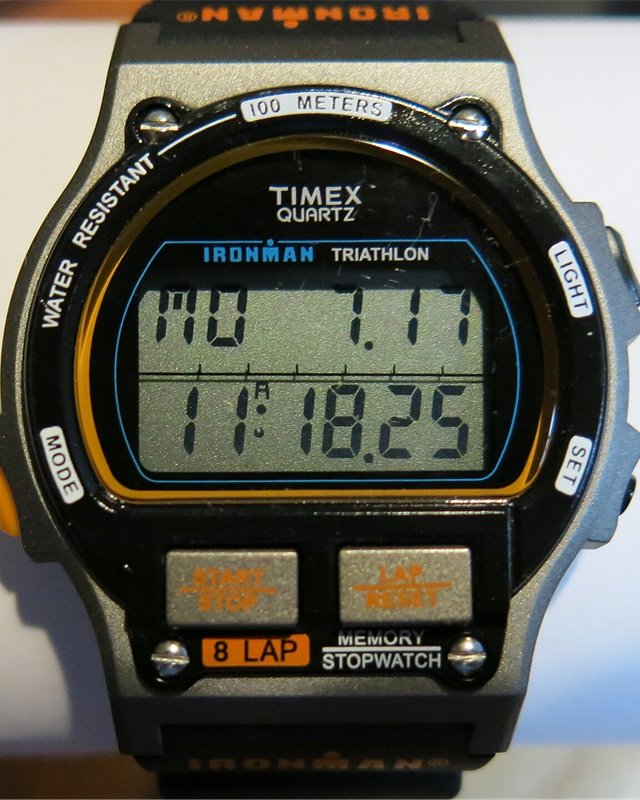 IRONMAN®
100 METERS
WATER RESISTANT
TIMEX
QUARTZ
IRONMAN TRIATHLON
LIGHT
MO 7.17
A
11:18.25
MODE
SET
START
STOP
LAP
RESET
8 LAP
MEMORY
STOPWATCH
IRONMAN®